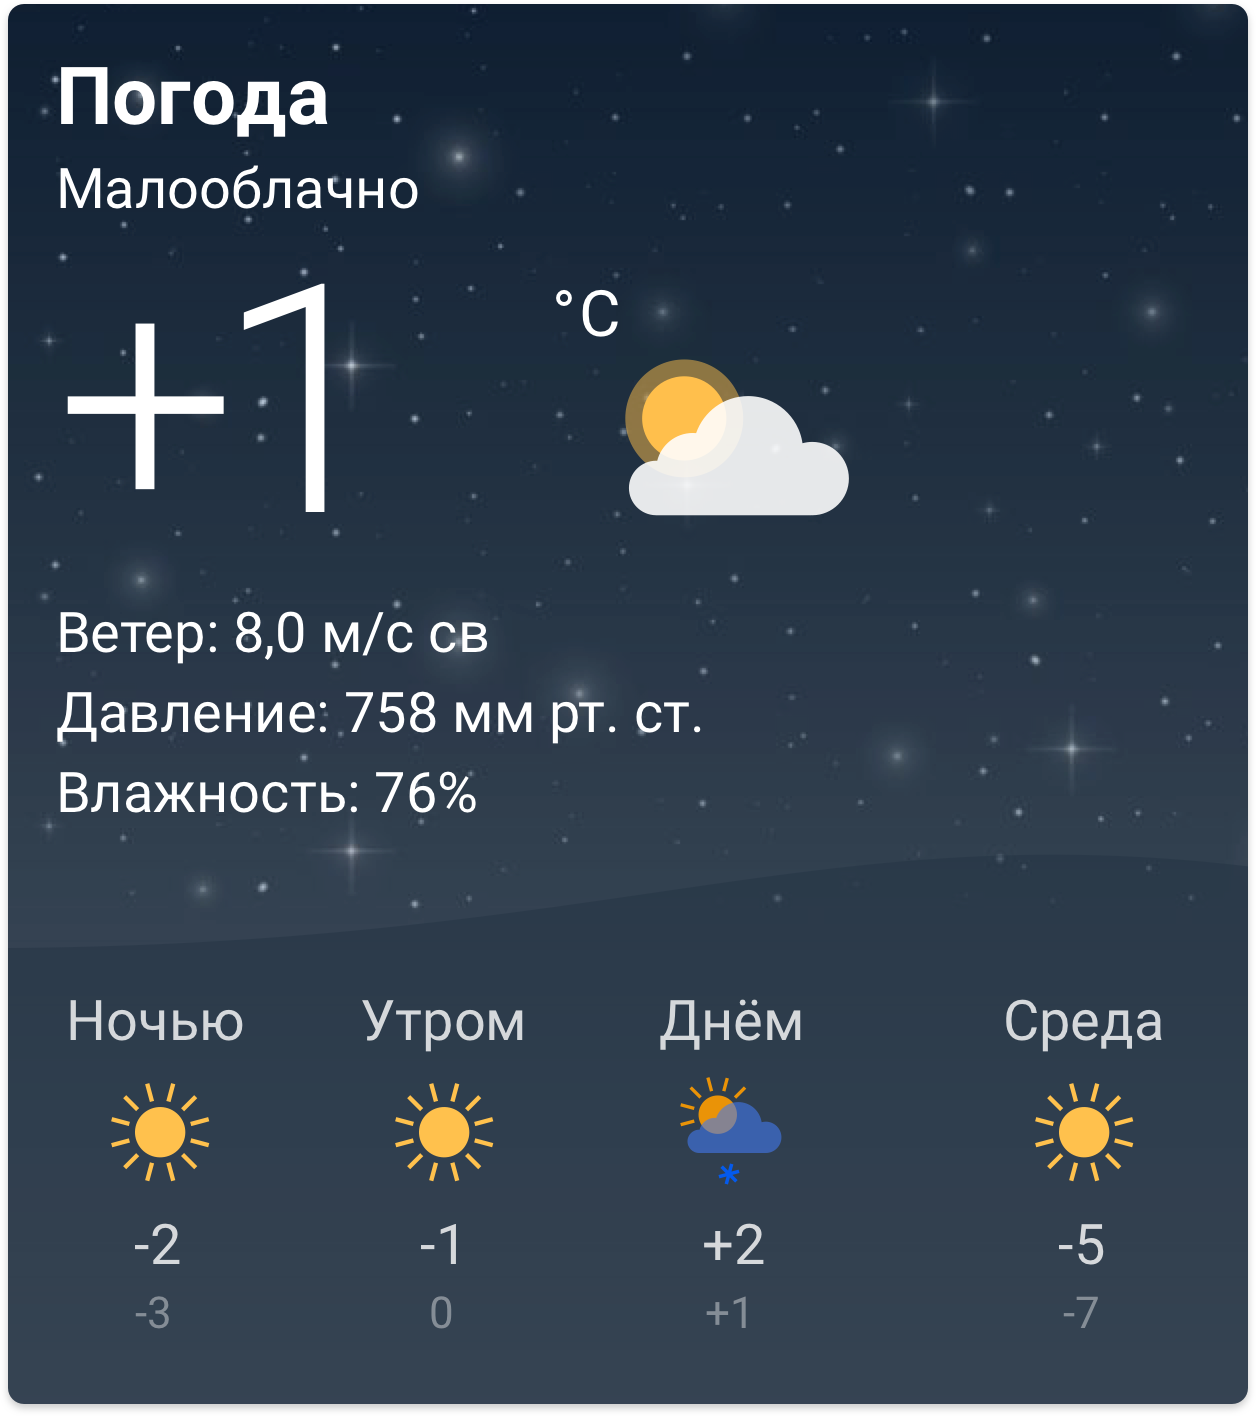 Погода
Малооблачно
+1 °C
Ветер: 8,0 м/с св
Давление: 758 мм рт. ст.
Влажность: 76%
Ночью Утром Днём Среда
-2 -1 +2 -5
-3 0 +1 -7